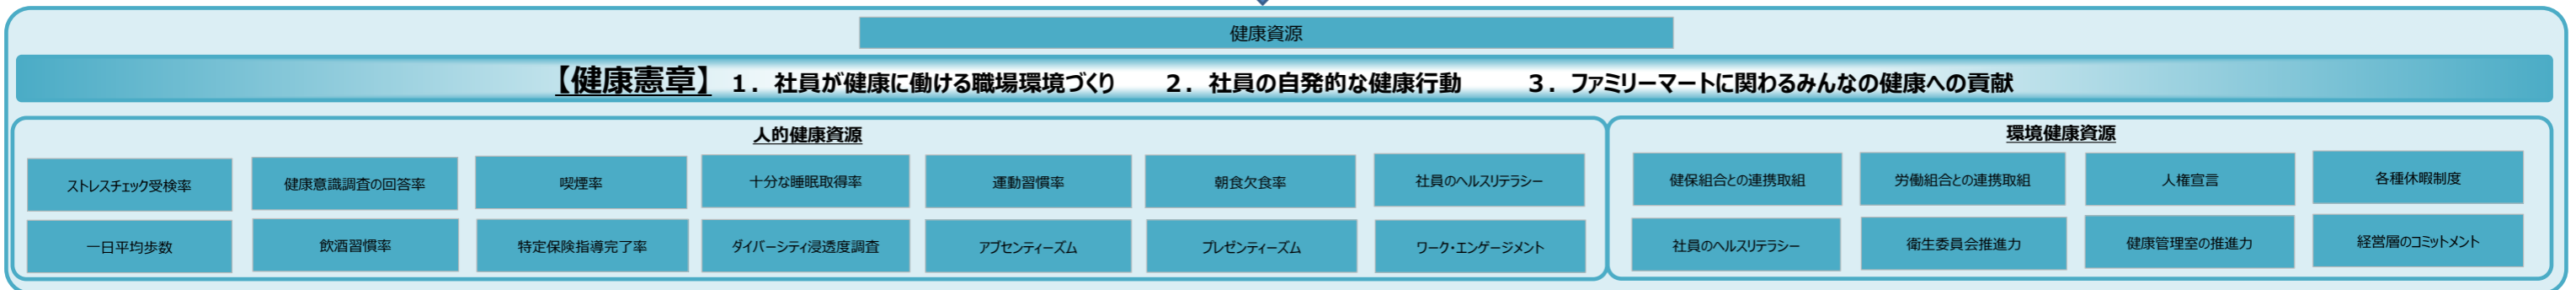 健康資源
【健康憲章】 1．社員が健康に働ける職場環境づくり 2．社員の自発的な健康行動 3．ファミリーマートに関わるみんなの健康への貢献
人的健康資源
ストレスチェック受検率
健康意識調査の回答率
喫煙率
十分な睡眠取得率
運動習慣率
朝食欠食率
社員のヘルスリテラシー
一日平均歩数
飲酒習慣率
特定保険指導完了率
ダイバーシティ浸透度調査
アブセンティーズム
プレゼンティーズム
ワーク・エンゲージメント
環境健康資源
健保組合との連携取組
労働組合との連携取組
人権宣言
各種休暇制度
社員のヘルスリテラシー
衛生委員会推進力
健康管理室の推進力
経営層のコミットメント